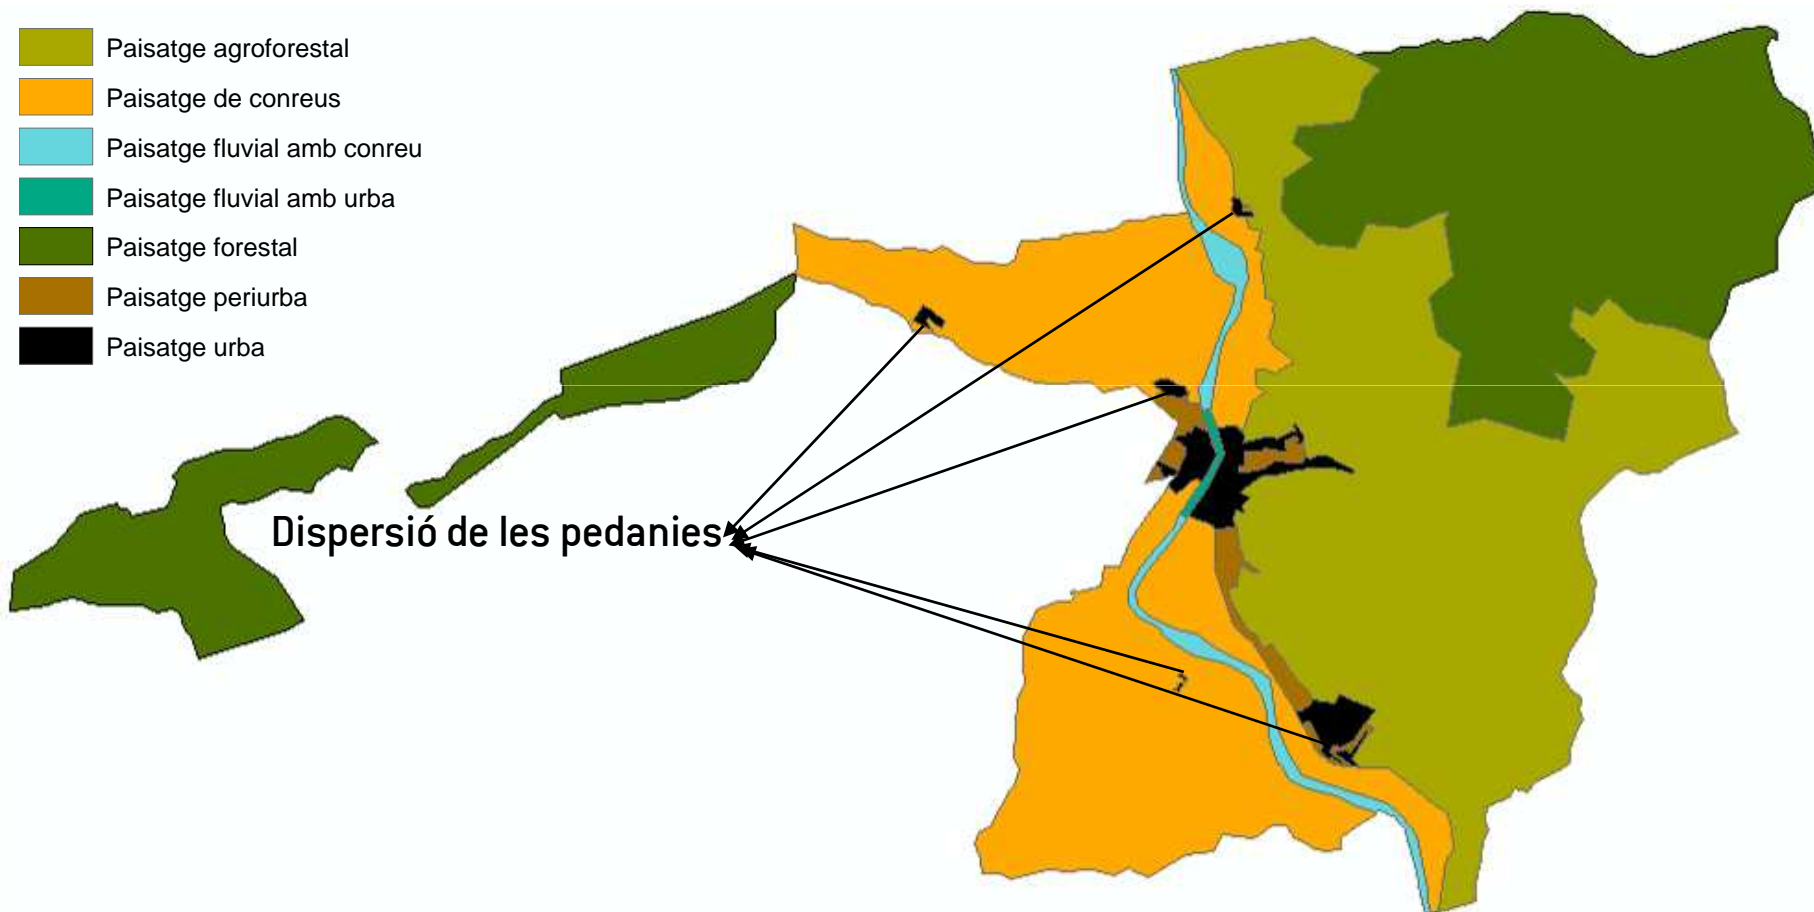 Paisatge agroforestal
Paisatge de conreus
Paisatge fluvial amb conreu
Paisatge fluvial amb urba
Paisatge forestal
Paisatge periurba
Paisatge urba
Dispersió de les pedanies